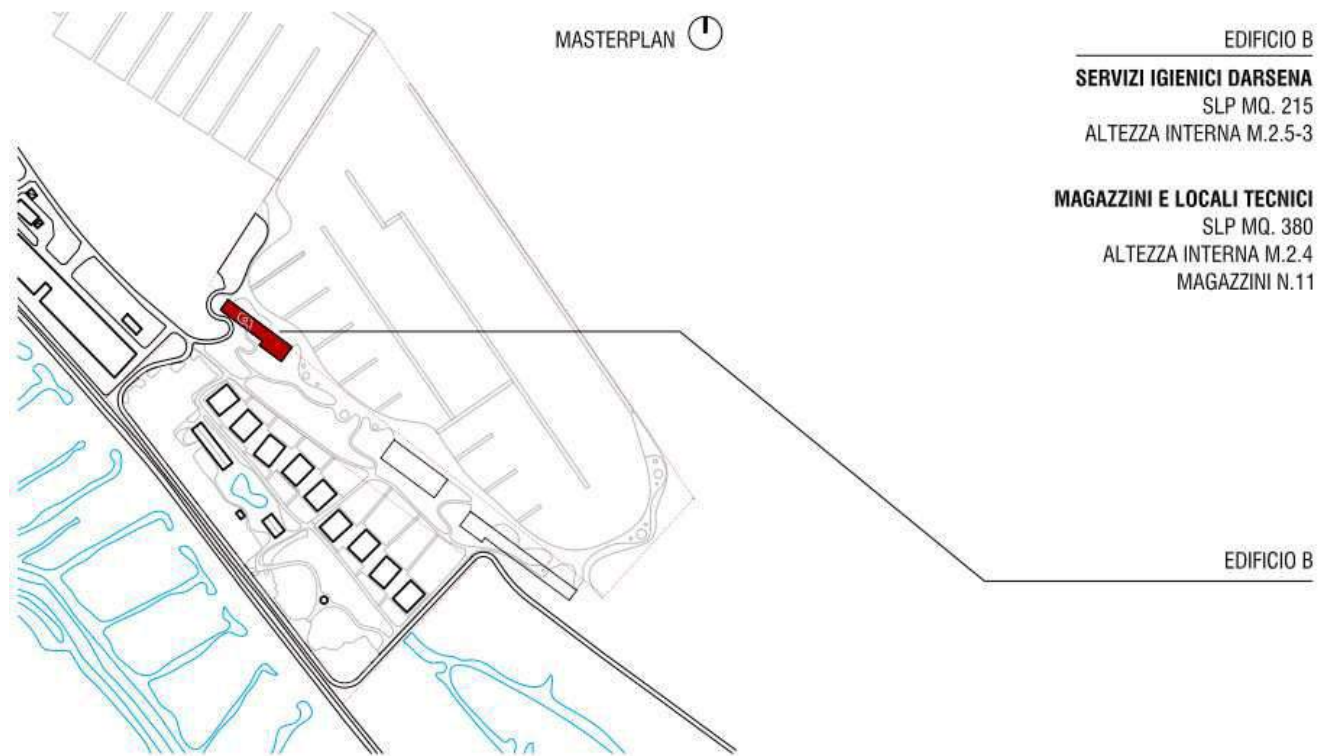 MASTERPLAN
EDIFICIO B
SERVIZI IGIENICI DARSENA
SLP MQ. 215
ALTEZZA INTERNA M.2.5-3
MAGAZZINI E LOCALI TECNICI
SLP MQ. 380
ALTEZZA INTERNA M.2.4
MAGAZZINI N.11
EDIFICIO B